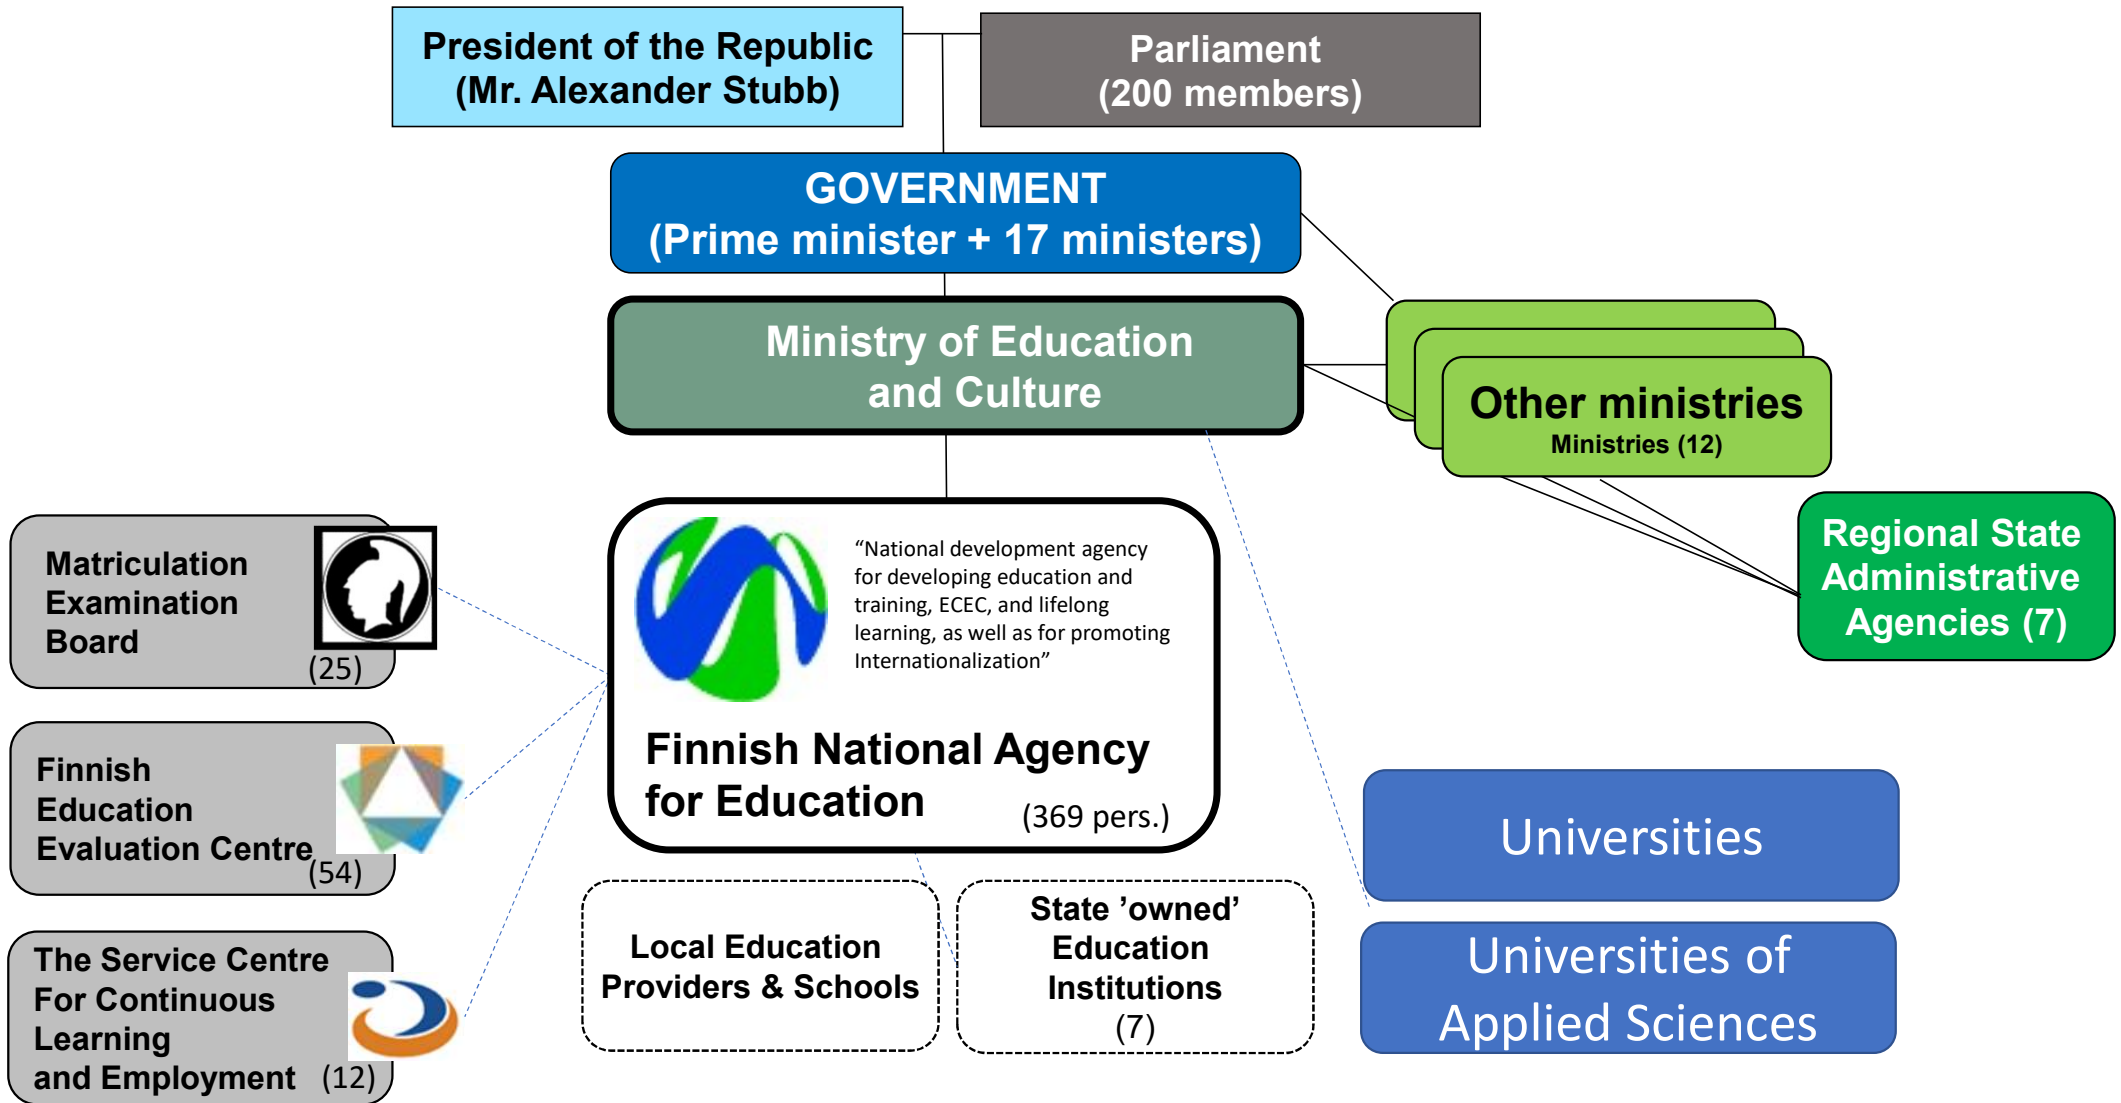 President of the Republic
(Mr. Alexander Stubb)
Parliament
(200 members)
GOVERNMENT
(Prime minister + 17 ministers)
Ministry of Education
and Culture
Other ministries
Ministries (12)
Regional State
Administrative
Agencies (7)
Matriculation
Examination
Board
(25)
“National development agency
for developing education and
training, ECEC, and lifelong
learning, as well as for promoting
Internationalization”
Finnish National Agency
for Education
(369 pers.)
Finnish
Education
Evaluation Centre
(54)
The Service Centre
For Continuous
Learning
and Employment
(12)
Local Education
Providers & Schools
State ’owned’
Education
Institutions
(7)
Universities
Universities of
Applied Sciences